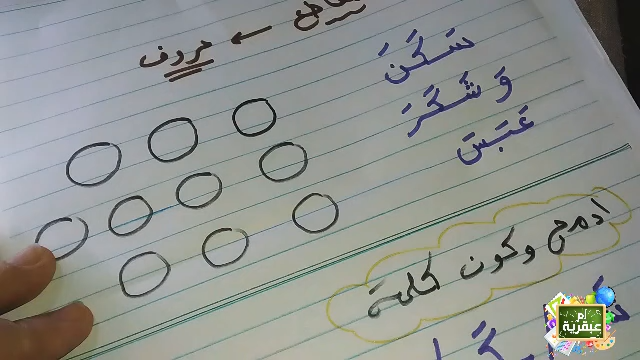 حروف
سَكَنَ
وَ شَكَرَ
عَبَسَ
ادمج وكون كلمة
أم عبقرية